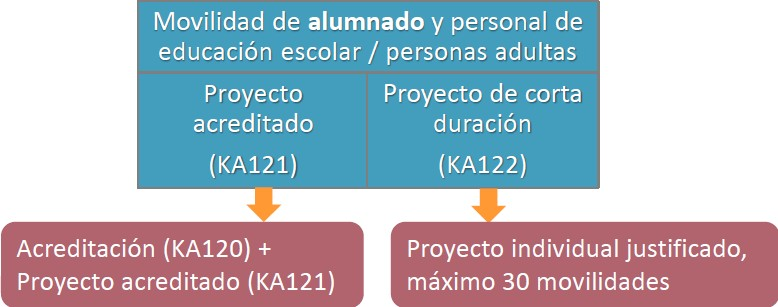 Movilidad de alumnado y personal de
educación escolar / personas adultas
Proyecto
acreditado
(KA121)
Proyecto de corta
duración
(KA122)
Acreditación (KA120) +
Proyecto acreditado (KA121)
Proyecto individual justificado,
máximo 30 movilidades